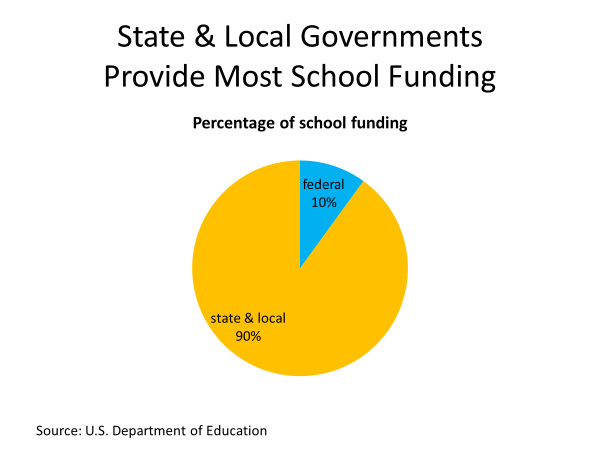 State & Local Governments
Provide Most School Funding
Percentage of school funding
federal
10%
state & local
90%
Source: U.S. Department of Education